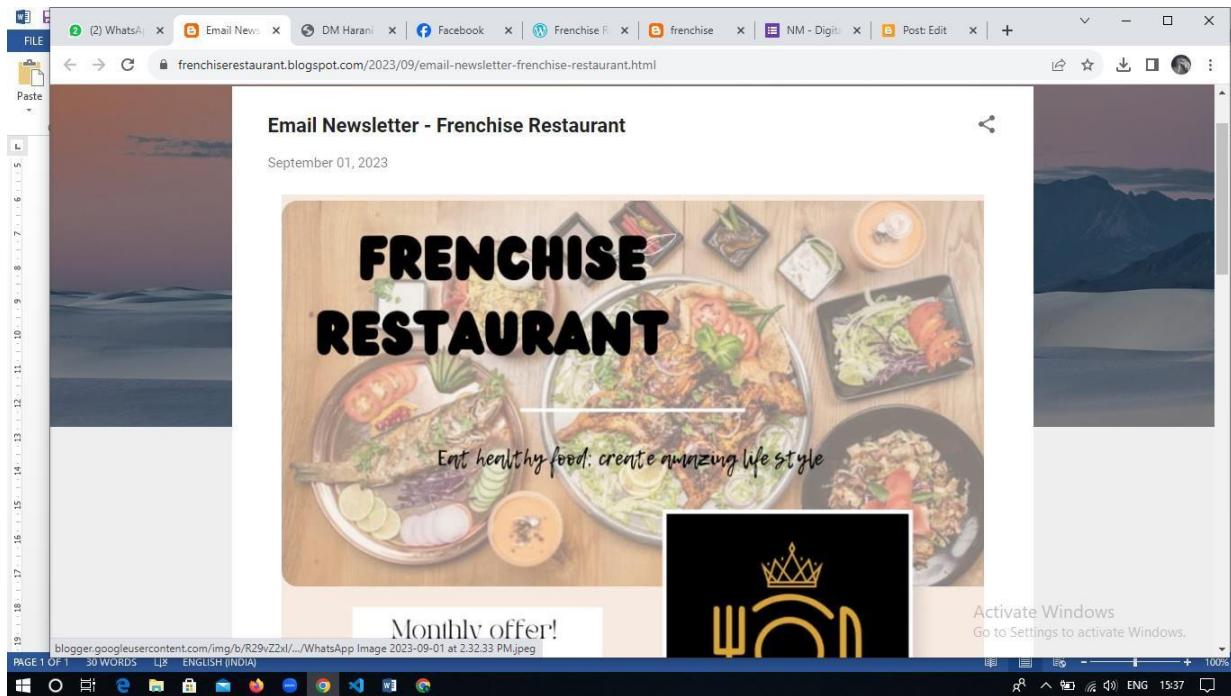 (2) WhatsA
Email News
DM Harani
Facebook
Frenchise R
frenchise
NM - Digit
Post: Edit
FILE
frenchiserestaurant.blogspot.com/2023/09/email-newsletter-frenchise-restaurant.html
Paste
Email Newsletter - Frenchise Restaurant
September 01, 2023
FRENCHISE
RESTAURANT
Eat healthy food: create amazing life style
Monthly offer!
Activate Windows
Go to Settings to activate Windows.
blogger.googleusercontent.com/img/b/R29vZ2xl/.../WhatsApp Image 2023-09-01 at 2.32.33 PM.jpeg
PAGE 1 OF 1 30 WORDS ENGLISH (INDIA) 100%
ENG 15:37